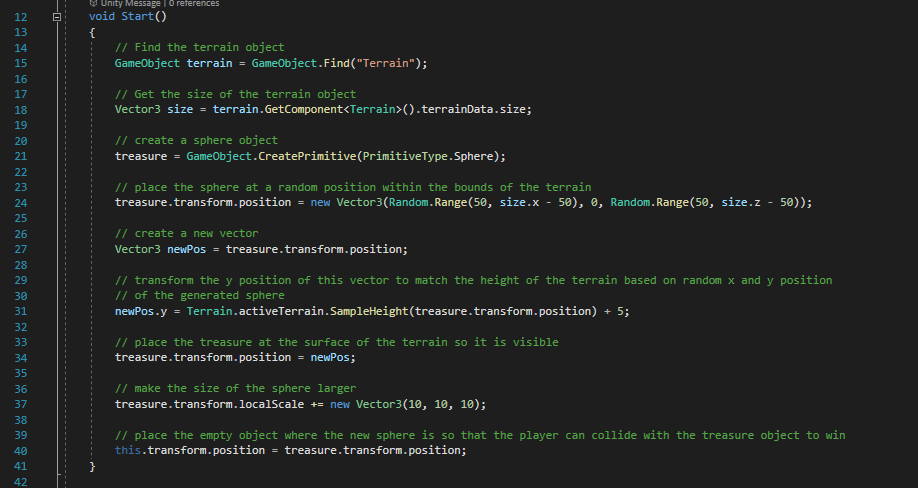 Unity Message | 0 references
12 void Start()
13 {
14 // Find the terrain object
15 GameObject terrain = GameObject.Find("Terrain");
16
17 // Get the size of the terrain object
18 Vector3 size = terrain.GetComponent<Terrain>().terrainData.size;
19
20 // create a sphere object
21 treasure = GameObject.CreatePrimitive(PrimitiveType.Sphere);
22
23 // place the sphere at a random position within the bounds of the terrain
24 treasure.transform.position = new Vector3(Random.Range(50, size.x - 50), 0, Random.Range(50, size.z - 50));
25
26 // create a new vector
27 Vector3 newPos = treasure.transform.position;
28
29 // transform the y position of this vector to match the height of the terrain based on random x and y position
30 // of the generated sphere
31 newPos.y = Terrain.activeTerrain.SampleHeight(treasure.transform.position) + 5;
32
33 // place the treasure at the surface of the terrain so it is visible
34 treasure.transform.position = newPos;
35
36 // make the size of the sphere larger
37 treasure.transform.localScale += new Vector3(10, 10, 10);
38
39 // place the empty object where the new sphere is so that the player can collide with the treasure object to win
40 this.transform.position = treasure.transform.position;
41 }
42